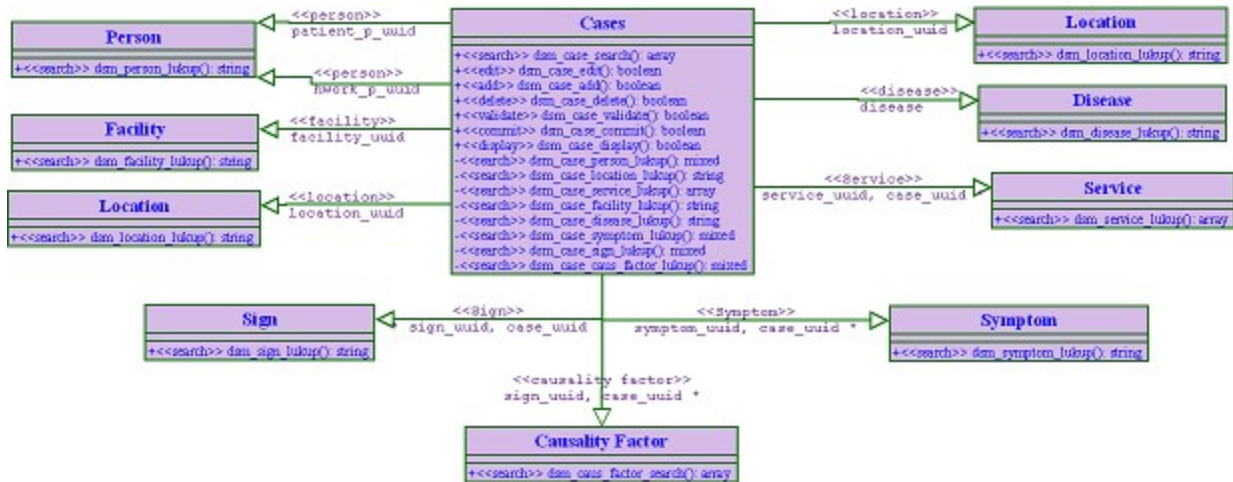 Person
+<<search>> dsm_person_lukup(): string
<<person>>
patient_p_uuid
<<person>>
hwork_p_uuid
Facility
+<<search>> dsm_facility_lukup(): string
<<facility>>
facility_uuid
Location
+<<search>> dsm_location_lukup(): string
<<location>>
location_uuid
Cases
+<<search>> dsm_case_search(): array
+<<edit>> dsm_case_edit(): boolean
+<<add>> dsm_case_add(): boolean
+<<delete>> dsm_case_delete(): boolean
+<<validate>> dsm_case_validate(): boolean
+<<commit>> dsm_case_commit(): boolean
+<<display>> dsm_case_display(): boolean
-<<search>> dsm_case_person_lukup(): mixed
-<<search>> dsm_case_location_lukup(): string
-<<search>> dsm_case_service_lukup(): array
-<<search>> dsm_case_facility_lukup(): string
-<<search>> dsm_case_disease_lukup(): string
-<<search>> dsm_case_symptom_lukup(): mixed
-<<search>> dsm_case_sign_lukup(): mixed
-<<search>> dsm_case_caus_factor_lukup(): mixed
<<location>>
location_uuid
Location
+<<search>> dsm_location_lukup(): string
<<disease>>
disease
Disease
+<<search>> dsm_disease_lukup(): string
<<Service>>
service_uuid, case_uuid
Service
+<<search>> dsm_service_lukup(): array
Sign
+<<search>> dsm_sign_lukup(): string
<<Sign>>
sign_uuid, case_uuid
<<Symptom>>
symptom_uuid, case_uuid *
Symptom
+<<search>> dsm_symptom_lukup(): string
<<causality factor>>
sign_uuid, case_uuid *
Causality Factor
+<<search>> dsm_caus_factor_search(): array